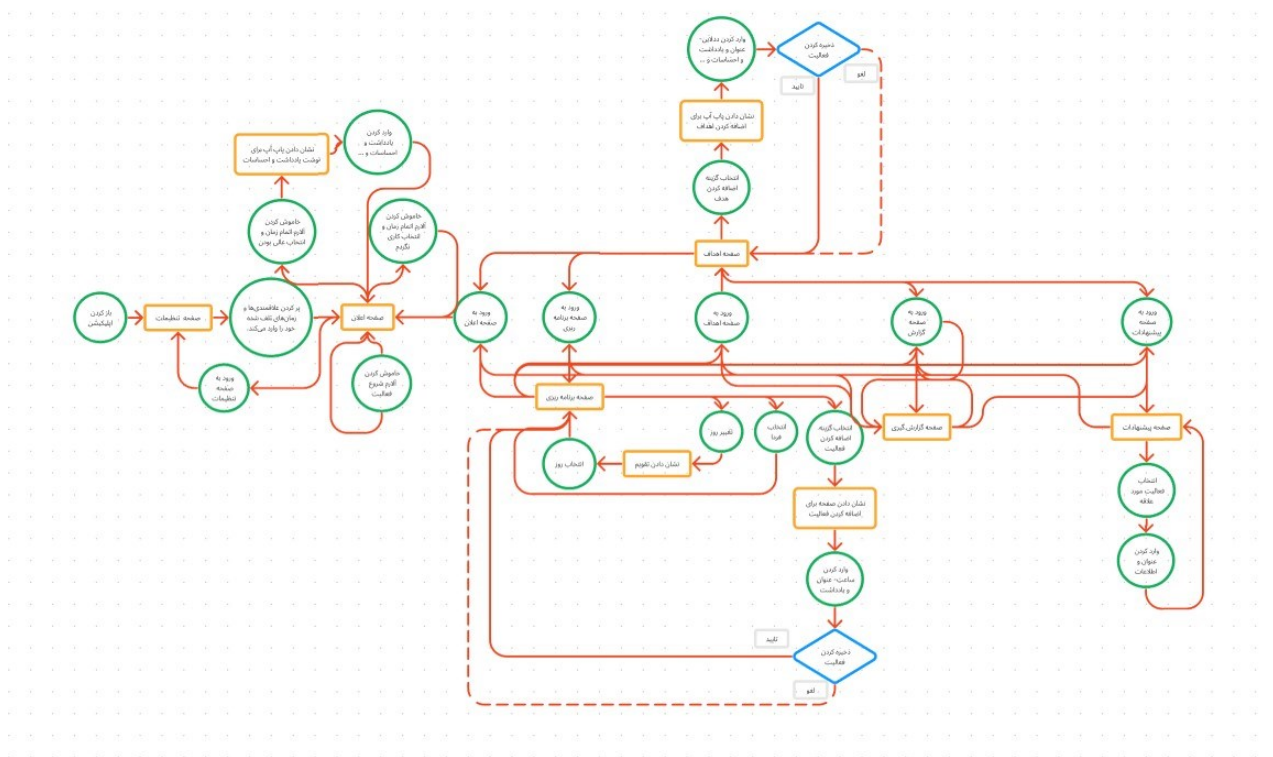 وارد کردن ددلاین-
عنوان و یادداشت
و احساسات و ...
ذخیره کردن
فعالیت
لغو
تایید
نشان دادن پاپ آپ برای
اضافه کردن اهداف
انتخاب گزینه
اضافه کردن
هدف
صفحه اهداف
وارد کردن
یادداشت و
احساسات و ...
نشان دادن پاپ آپ برای
نوشت یادداشت و احساسات
خاموش کردن
آلارم اتمام زمان و
انتخاب عالی بودن
خاموش کردن
آلارم اتمام زمان و
انتخاب کاری
نکردم
باز کردن
اپلیکیشن
صفحه تنظیمات .
پر کردن علاقمندی‌ها و
زمان‌های تلف شده
خود را وارد می‌کند.
صفحه اعلان
ورود به
صفحه اعلان
ورود به
صفحه برنامه
ریزی
ورود به
صفحه اهداف
ورود به
صفحه
گزارش
ورود به
صفحه
پیشنهادات
ورود به
صفحه
تنظیمات
خاموش کردن
آلارم شروع
فعالیت
صفحه برنامه ریزی
تغییر روز
انتخاب
فردا
انتخاب گزینه
اضافه کردن
فعالیت
صفحه گزارش گیری
صفحه پیشنهادات
انتخاب روز
نشان دادن تقویم
انتخاب
فعالیت مورد
علاقه
نشان دادن صفحه برای
اضافه کردن فعالیت
وارد کردن
عنوان و
اطلاعات
وارد کردن
ساعت- عنوان
و یادداشت
تایید
ذخیره کردن
فعالیت
لغو